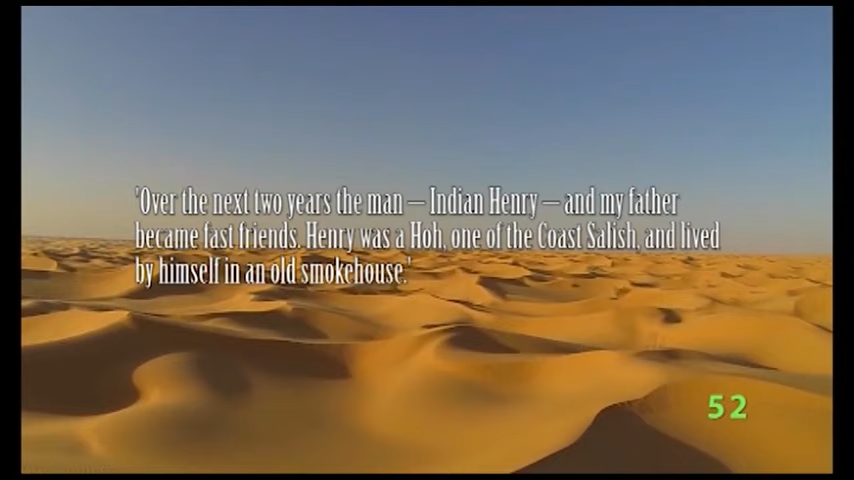 'Over the next two years the man – Indian Henry – and my father
became fast friends. Henry was a Hoh, one of the Coast Salish, and lived
by himself in an old smokehouse.'
52